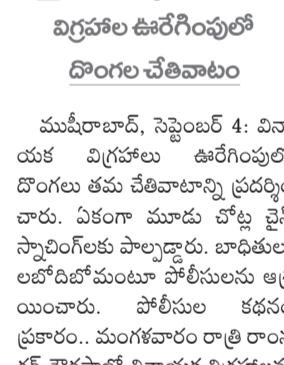 విగ్రహాల ఊరేగింపులో
దొంగల చేతివాటం
ముషీరాబాద్, సెప్టెంబర్ 4: వినా
యక విగ్రహాలు ఊరేగింపులో
దొంగలు తమ చేతివాటాన్ని ప్రదర్శిం
చారు. ఏకంగా మూడు చోట్ల చైన్
స్నాచింగ్‌లకు పాల్పడ్డారు. బాధితులు
లబోదిబోమంటూ పోలీసులను ఆశ్ర
యించారు. పోలీసుల కథనం
ప్రకారం.. మంగళవారం రాత్రి రాంన